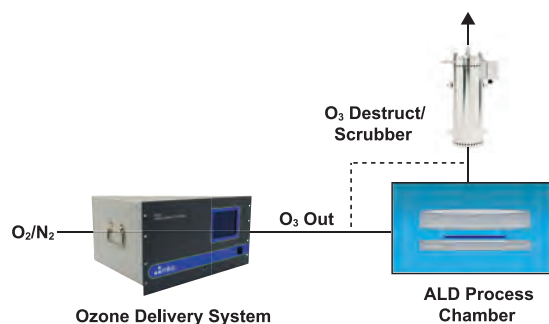 O₃ Destruct/
Scrubber
O₂/N₂
O₃ Out
Ozone Delivery System
ALD Process
Chamber